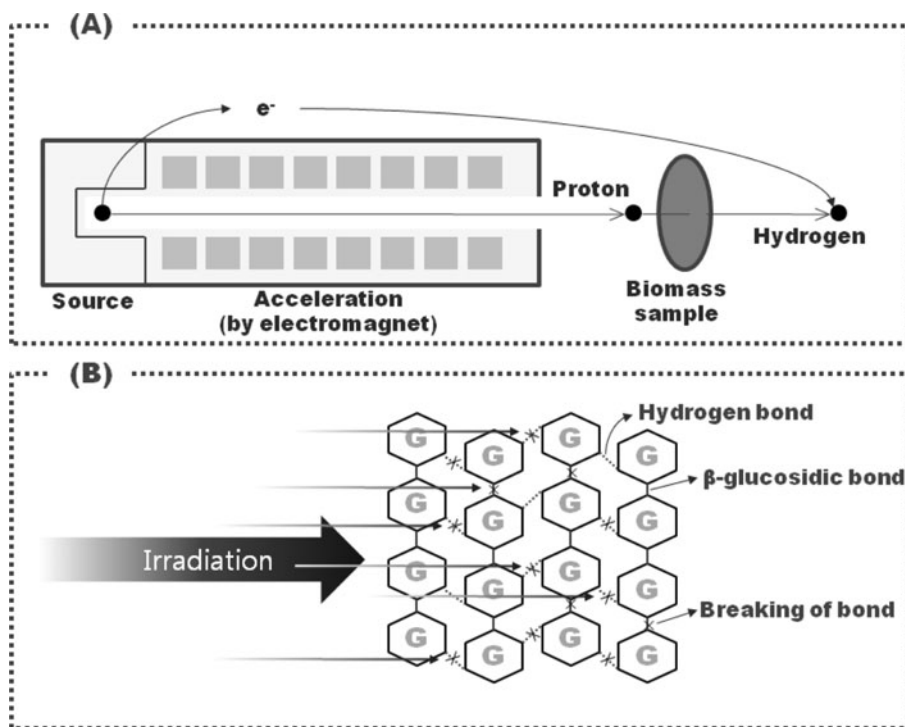 (A)
e-
Proton
Hydrogen
Source
Acceleration
(by electromagnet)
Biomass
sample
(B)
Hydrogen bond
β-glucosidic bond
Irradiation
Breaking of bond
G G G G
G G G G
G G G G
G G G G